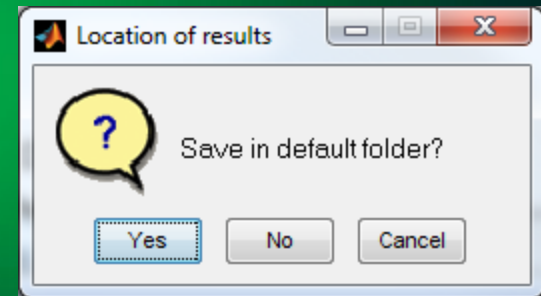 Location of results
?
Save in default folder?
Yes No Cancel